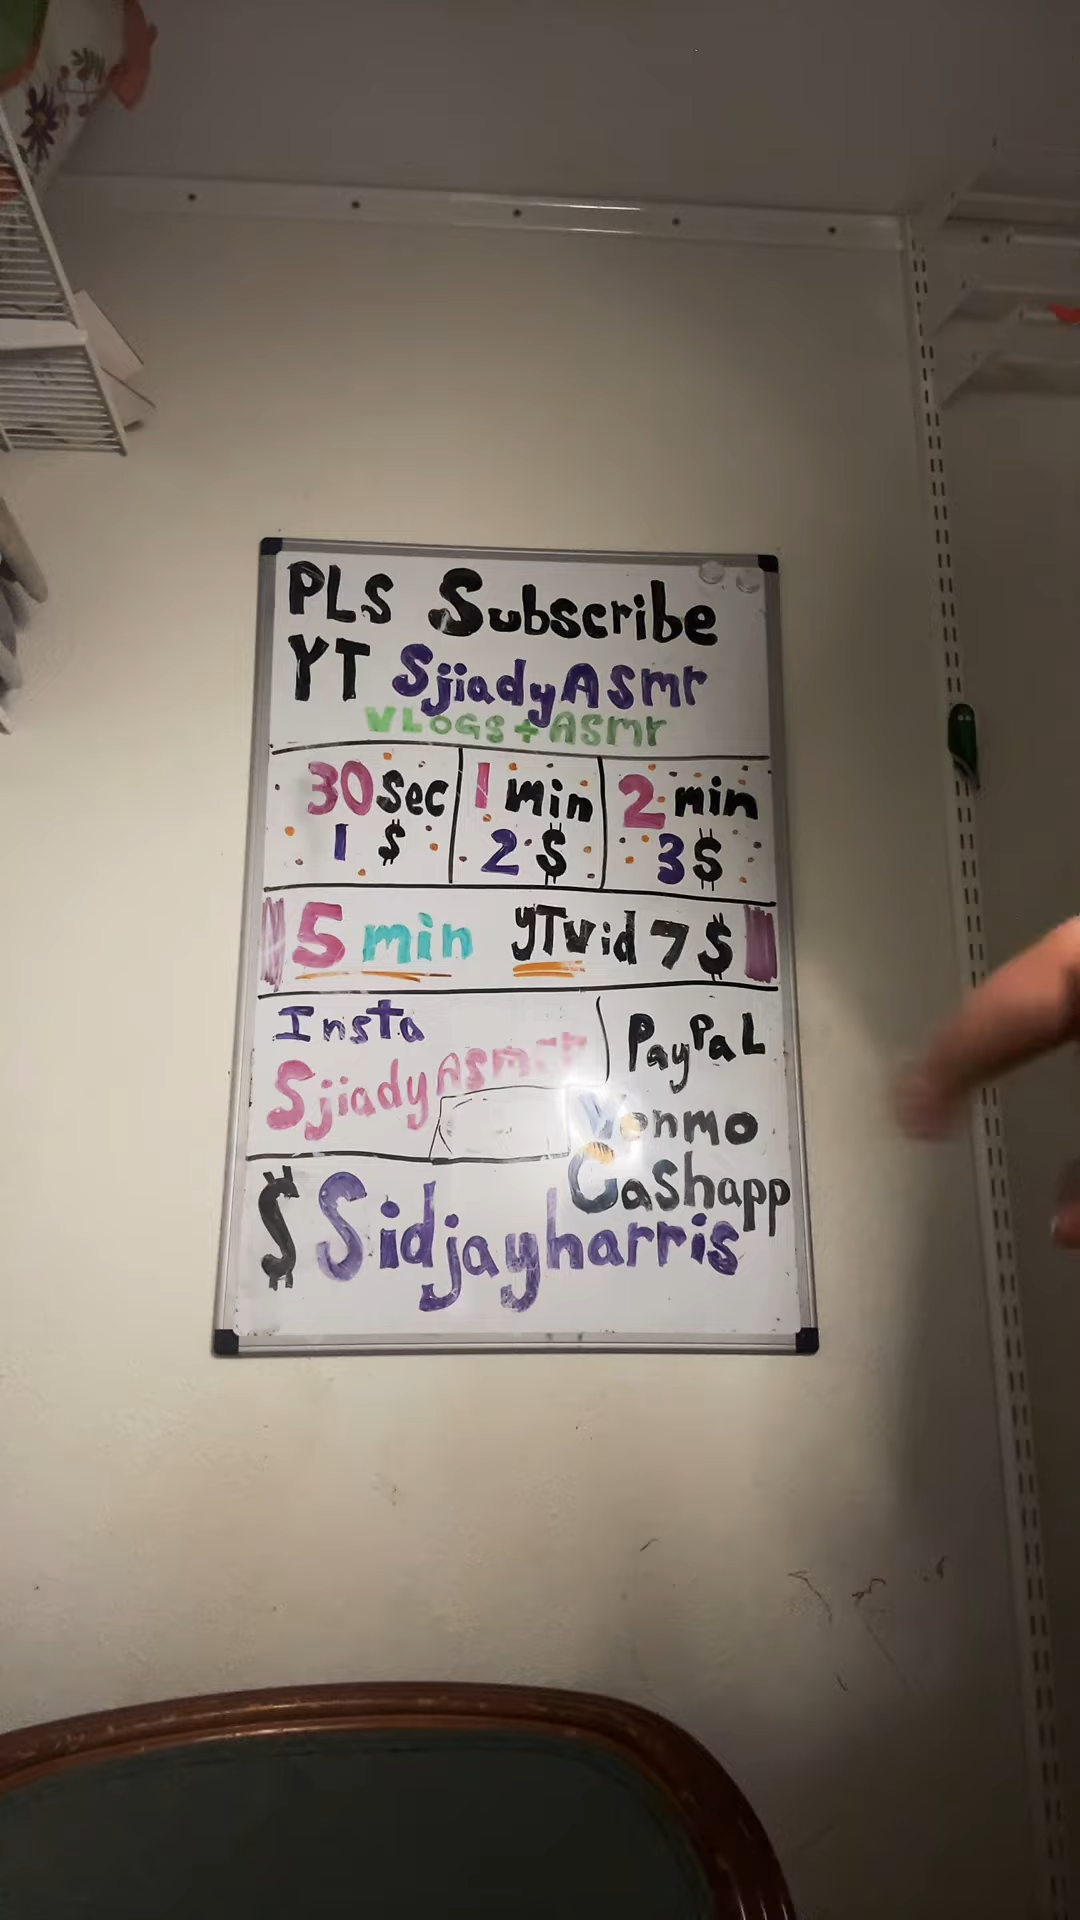 PLS Subscribe
YT SjiadyASmr
VLOGS + ASmr
30 Sec
1 $
1 min
2 $
2 min
3 $
5 min YTvid 7 $
Insta
SjiadyAsmr
PayPaL
Venmo
Cashapp
$ Sidjayharris